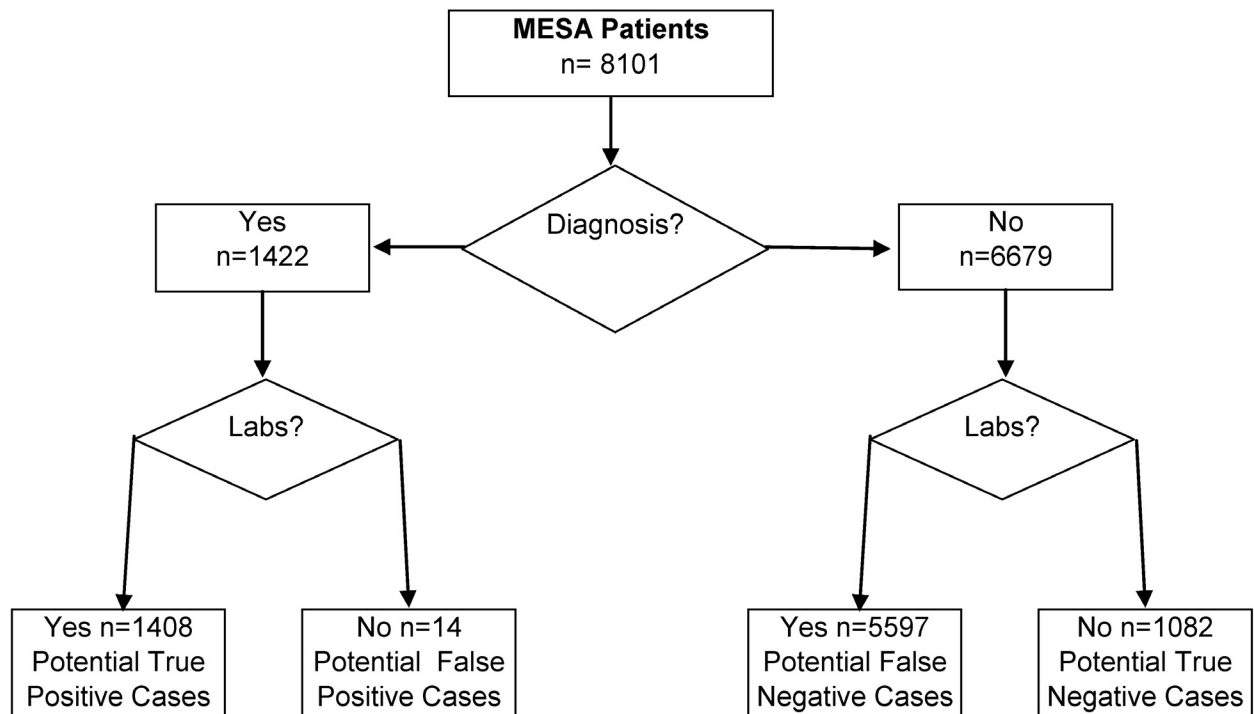 MESA Patients
n= 8101
Diagnosis?
Yes
n=1422
No
n=6679
Labs?
Labs?
Yes n=1408
Potential True
Positive Cases
No n=14
Potential  False
Positive Cases
Yes n=5597
Potential False
Negative Cases
No n=1082
Potential True
Negative Cases